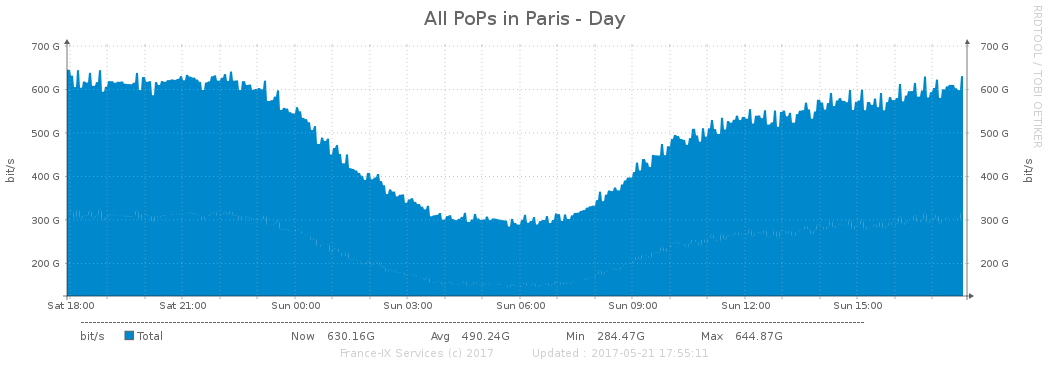 All PoPs in Paris - Day
RRDTOOL / TOBI OETIKER
700 G 700 G
600 G 600 G
500 G 500 G
400 G 400 G
300 G 300 G
200 G 200 G
bit/s bit/s
Sat 18:00 Sat 21:00 Sun 00:00 Sun 03:00 Sun 06:00 Sun 09:00 Sun 12:00 Sun 15:00
bit/s Total Now 630.16G Avg 490.24G Min 284.47G Max 644.87G
France-IX Services (c) 2017 Updated : 2017-05-21 17:55:11